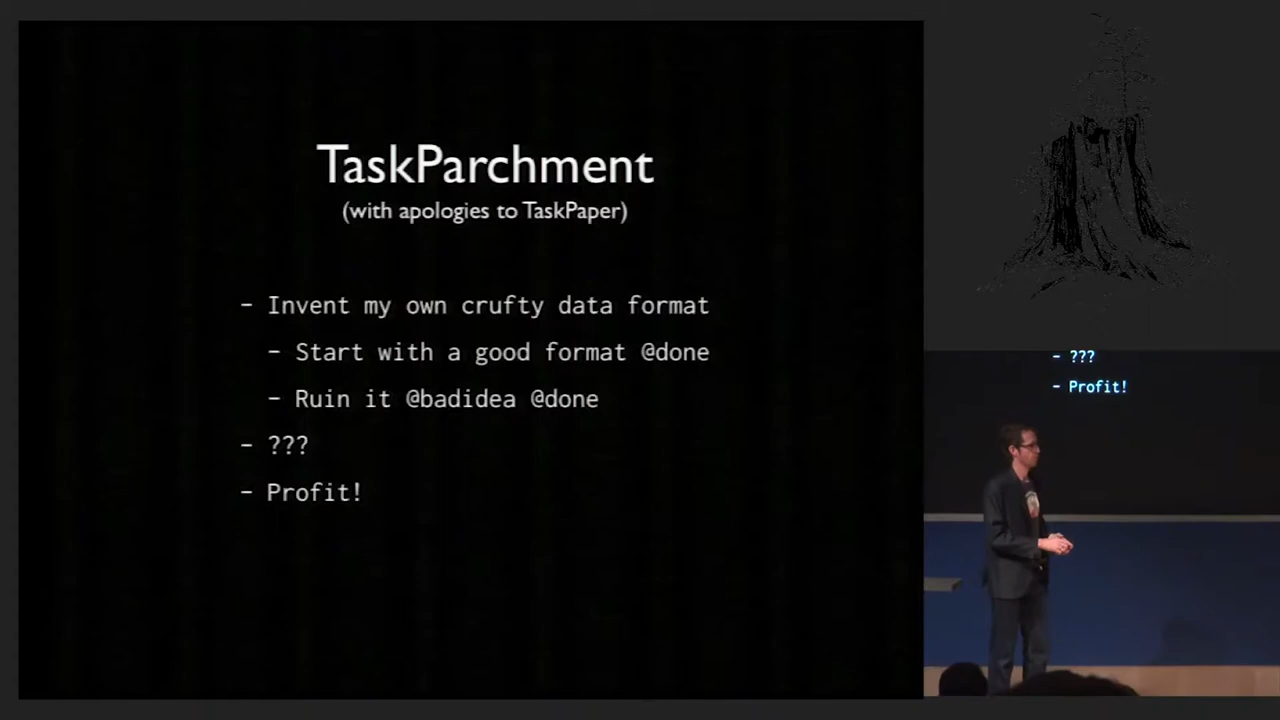 TaskParchment
(with apologies to TaskPaper)
- Invent my own crufty data format
- Start with a good format @done
- Ruin it @badidea @done
- ???
- Profit!
- ???
- Profit!